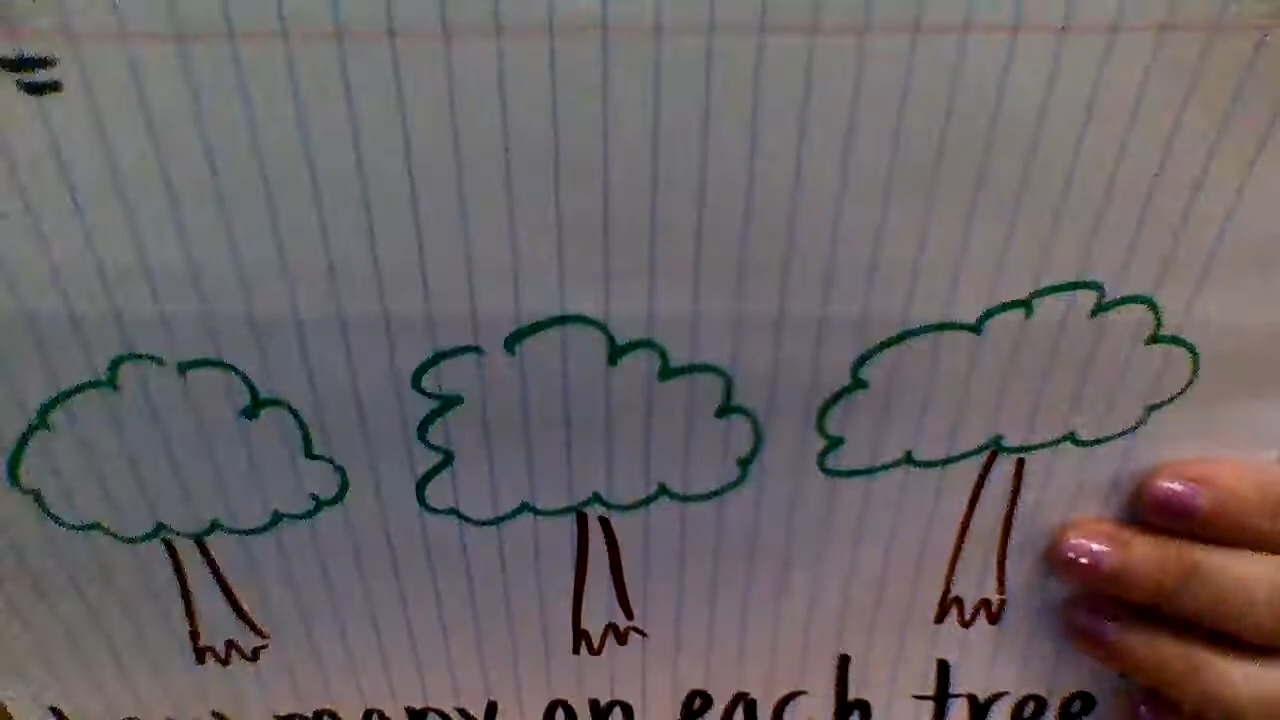 =
many on each tree